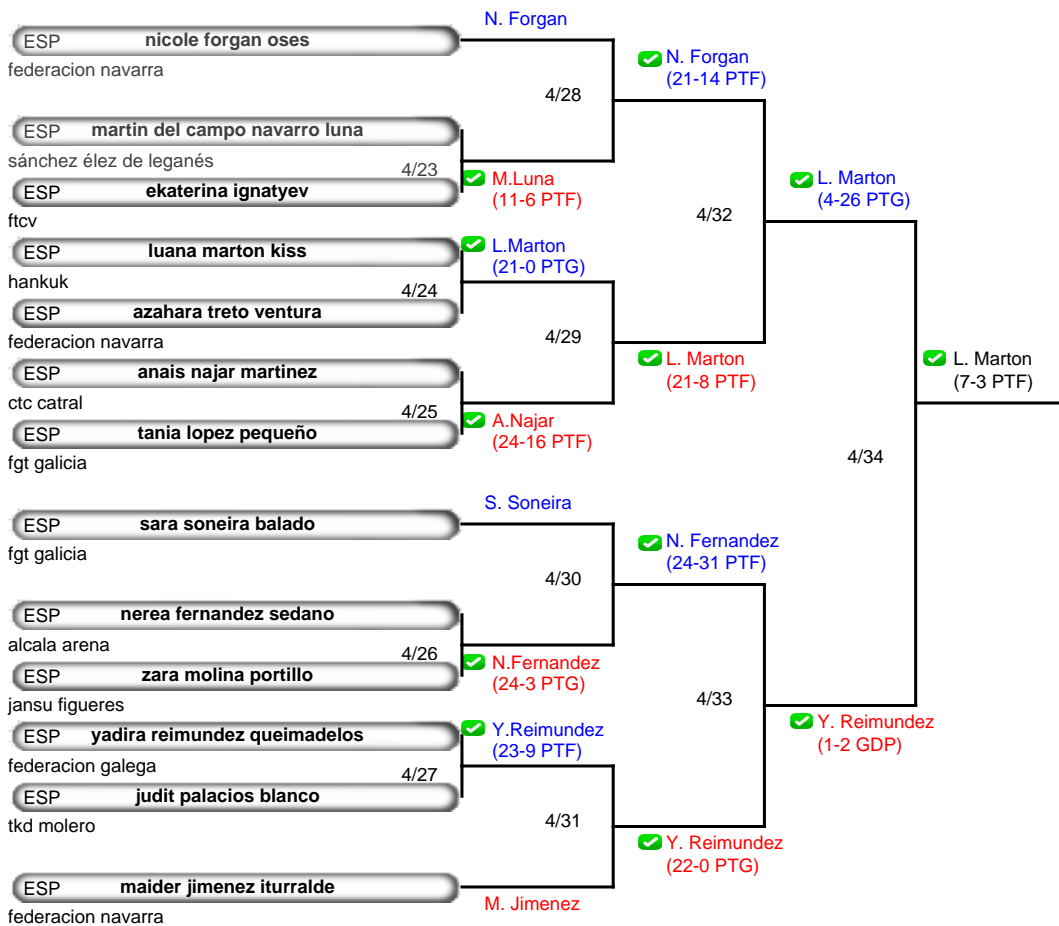 N. Forgan
ESP nicole forgan oses
federacion navarra
N. Forgan
(21-14 PTF)
4/28
ESP martin del campo navarro luna
sánchez élez de leganés
4/23
M.Luna
(11-6 PTF)
ESP ekaterina ignatyev
ftcv
L. Marton
(4-26 PTG)
4/32
ESP luana marton kiss
hankuk
L.Marton
(21-0 PTG)
4/24
ESP azahara treto ventura
federacion navarra
4/29
ESP anais najar martinez
ctc catral
L. Marton
(21-8 PTF)
L. Marton
(7-3 PTF)
4/25
A.Najar
(24-16 PTF)
ESP tania lopez pequeño
fgt galicia
4/34
S. Soneira
ESP sara soneira balado
fgt galicia
N. Fernandez
(24-31 PTF)
4/30
ESP nerea fernandez sedano
alcala arena
4/26
N.Fernandez
(24-3 PTG)
ESP zara molina portillo
jansu figueres
4/33
ESP yadira reimundez queimadelos
federacion galega
Y.Reimundez
(23-9 PTF)
Y. Reimundez
(1-2 GDP)
4/27
ESP judit palacios blanco
tkd molero
4/31
Y. Reimundez
(22-0 PTG)
ESP maider jimenez iturralde
federacion navarra
M. Jimenez